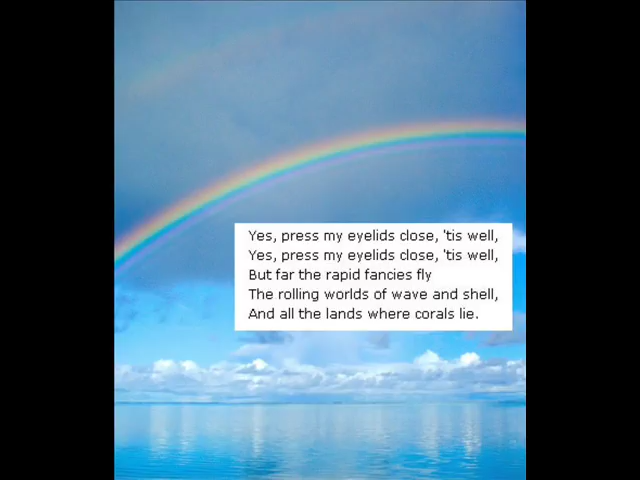 Yes, press my eyelids close, 'tis well,
Yes, press my eyelids close, 'tis well,
But far the rapid fancies fly
The rolling worlds of wave and shell,
And all the lands where corals lie.